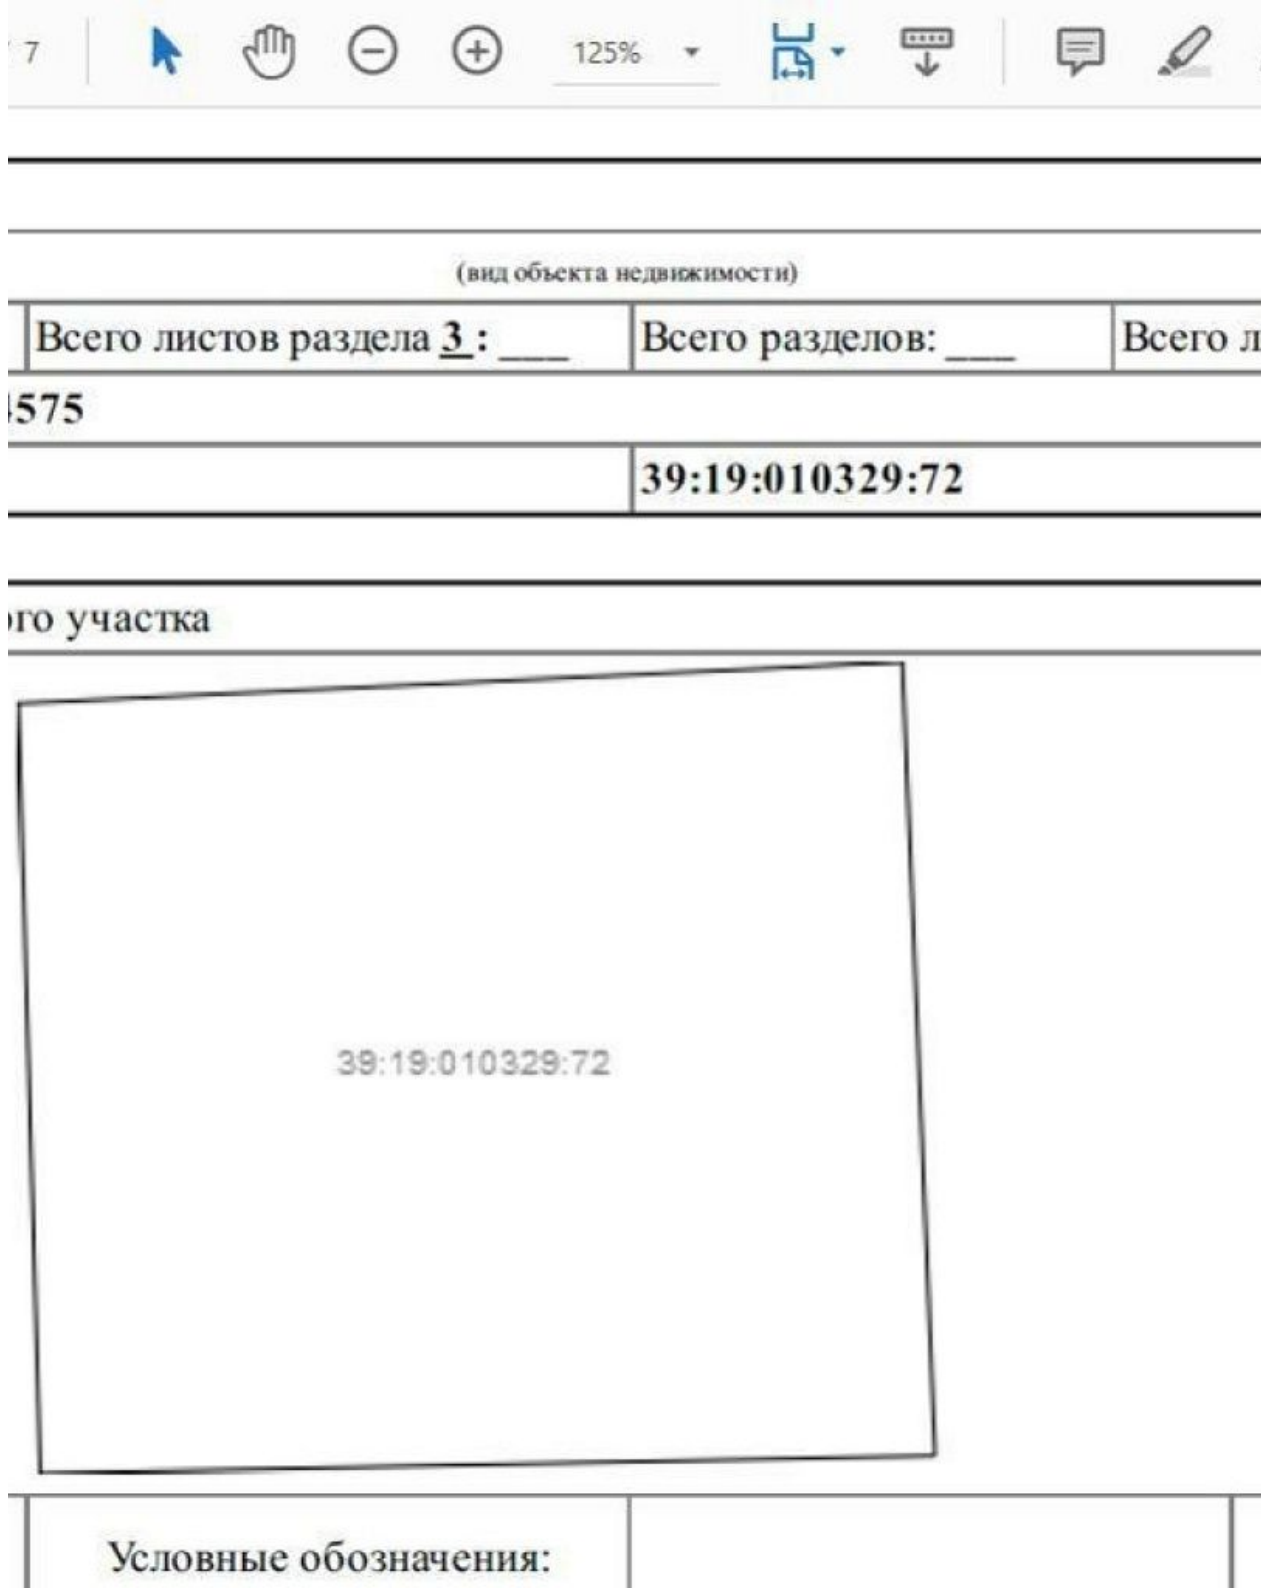 7
125%
(вид объекта недвижимости)
Всего листов раздела 3 : ___
Всего разделов: ___
Всего л
575
39:19:010329:72
ого участка
39:19:010329:72
Условные обозначения: